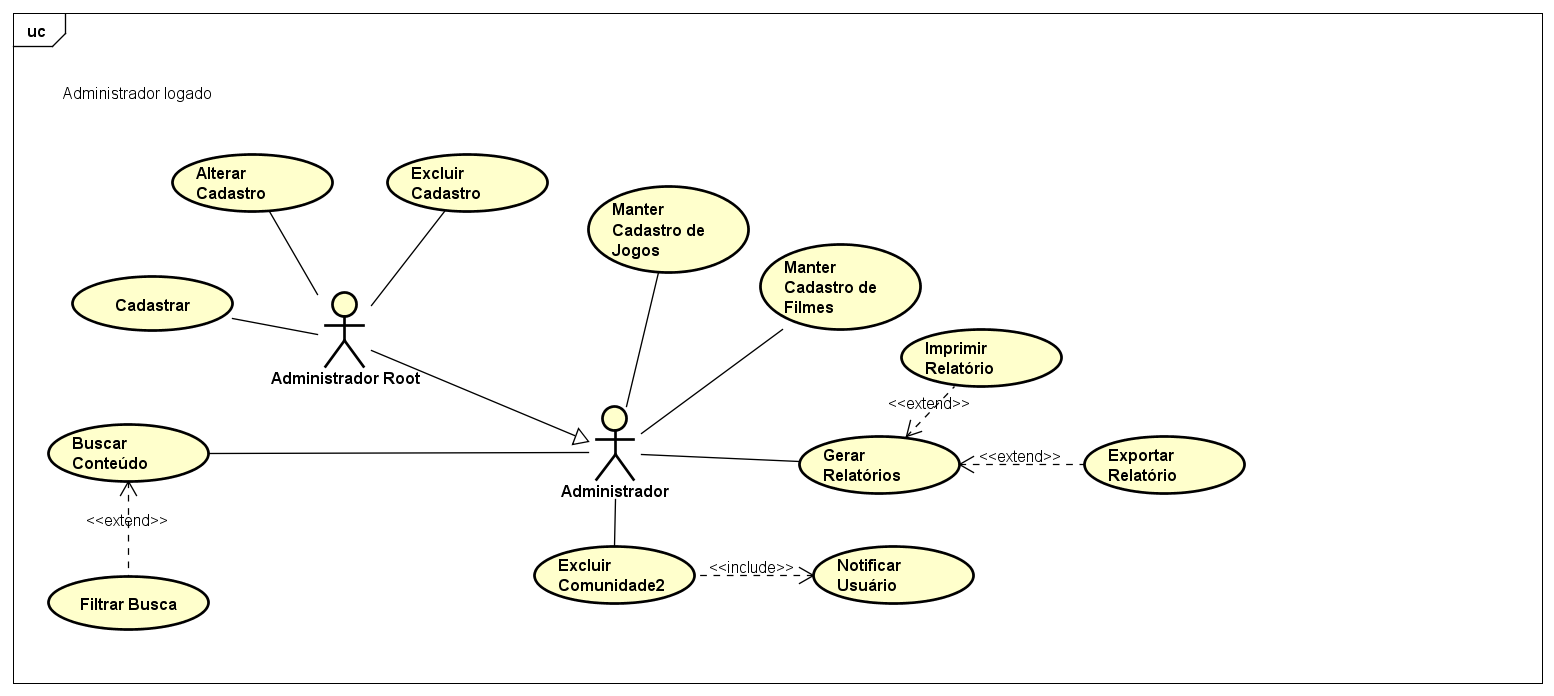 uc
Administrador logado
Alterar
Cadastro
Excluir
Cadastro
Manter
Cadastro de
Jogos
Manter
Cadastro de
Filmes
Cadastrar
Imprimir
Relatório
Administrador Root
<<extend>>
Buscar
Conteúdo
Gerar
Relatórios
<<extend>>
Exportar
Relatório
Administrador
<<extend>>
Excluir
Comunidade2
<<include>>
Notificar
Usuário
Filtrar Busca